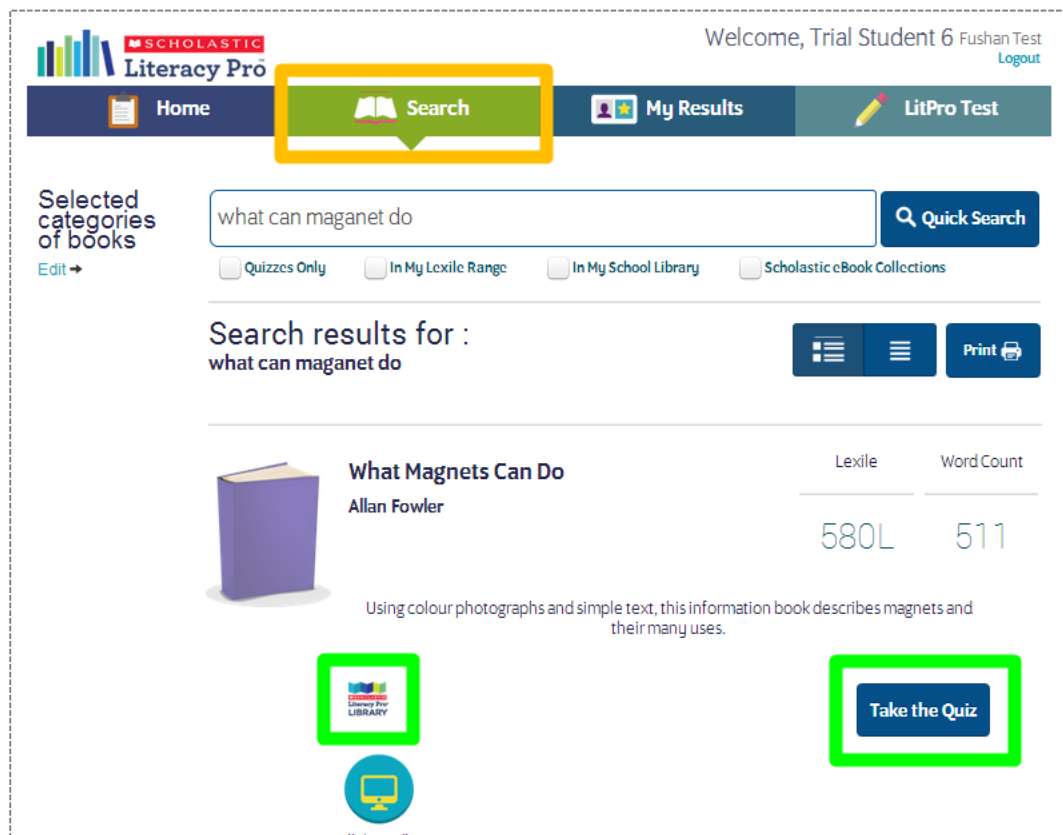 SCHOLASTIC
Literacy Pro
Welcome, Trial Student 6 Fushan Test
Logout
Home
Search
My Results
LitPro Test
Selected
categories
of books
Edit
what can maganet do
Quick Search
Quizzes Only
In My Lexile Range
In My School Library
Scholastic eBook Collections
Search results for :
what can maganet do
Print
What Magnets Can Do
Allan Fowler
Lexile
Word Count
580L
511
Using colour photographs and simple text, this information book describes magnets and
their many uses.
SCHOLASTIC
Literacy Pro
LIBRARY
Take the Quiz